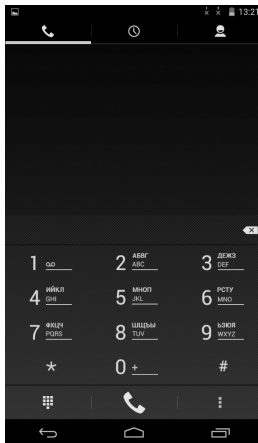 13:21
1
2 АБВГ
ABC
3 ДЕЖЗ
DEF
4 ИЙКЛ
GHI
5 МНОП
JKL
6 РСТУ
MNO
7 ФХЦЧ
PQRS
8 ШЩЪЫ
TUV
9 ЬЭЮЯ
WXYZ
*
0 +
#